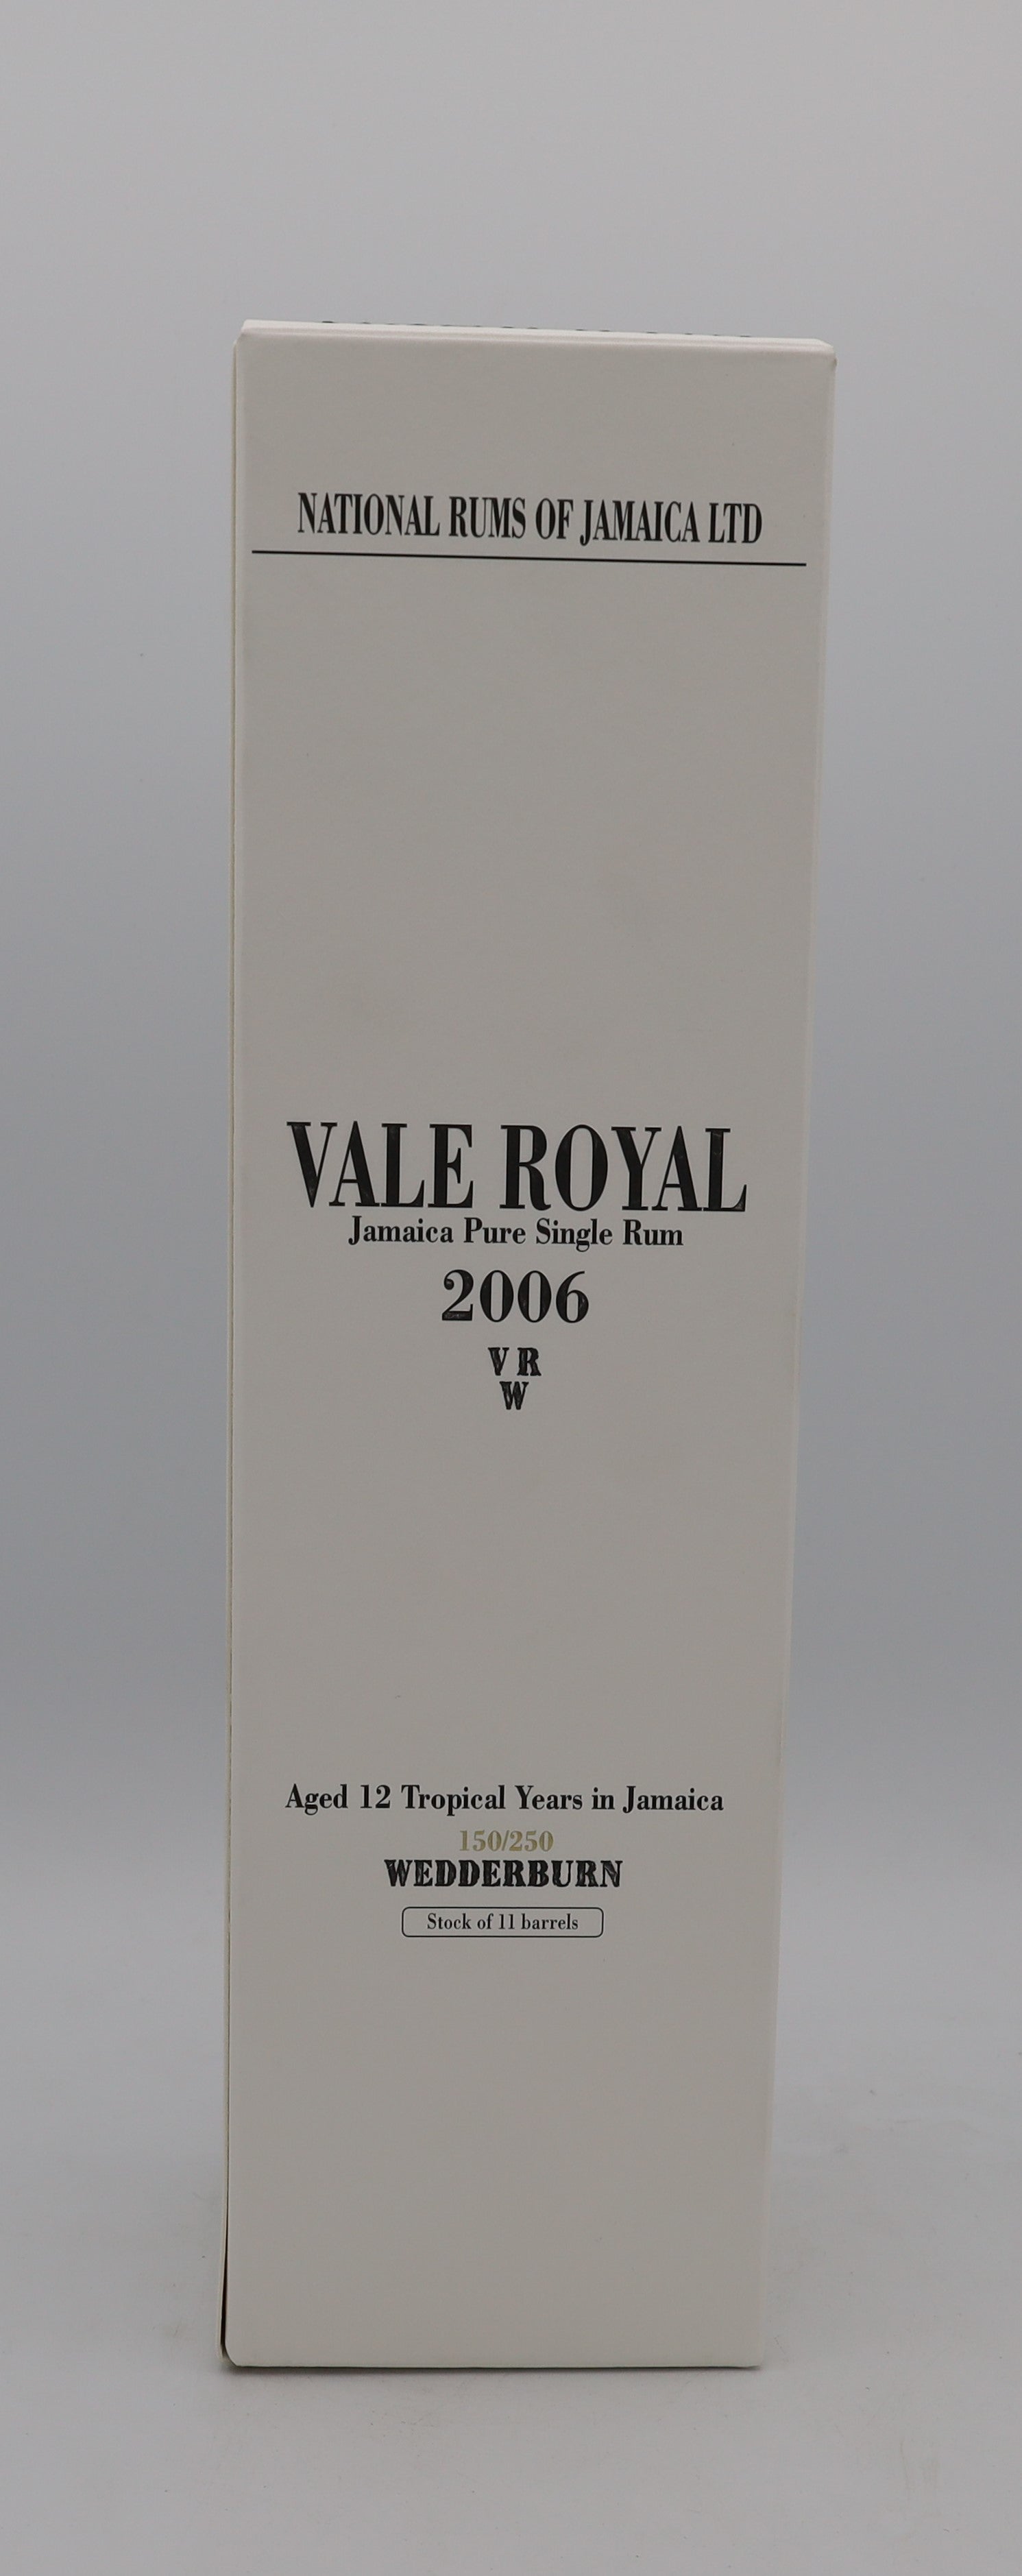 NATIONAL RUMS OF JAMAICA LTD
VALE ROYAL
Jamaica Pure Single Rum
2006
V R
W
Aged 12 Tropical Years in Jamaica
150/250
WEDDERBURN
Stock of 11 barrels